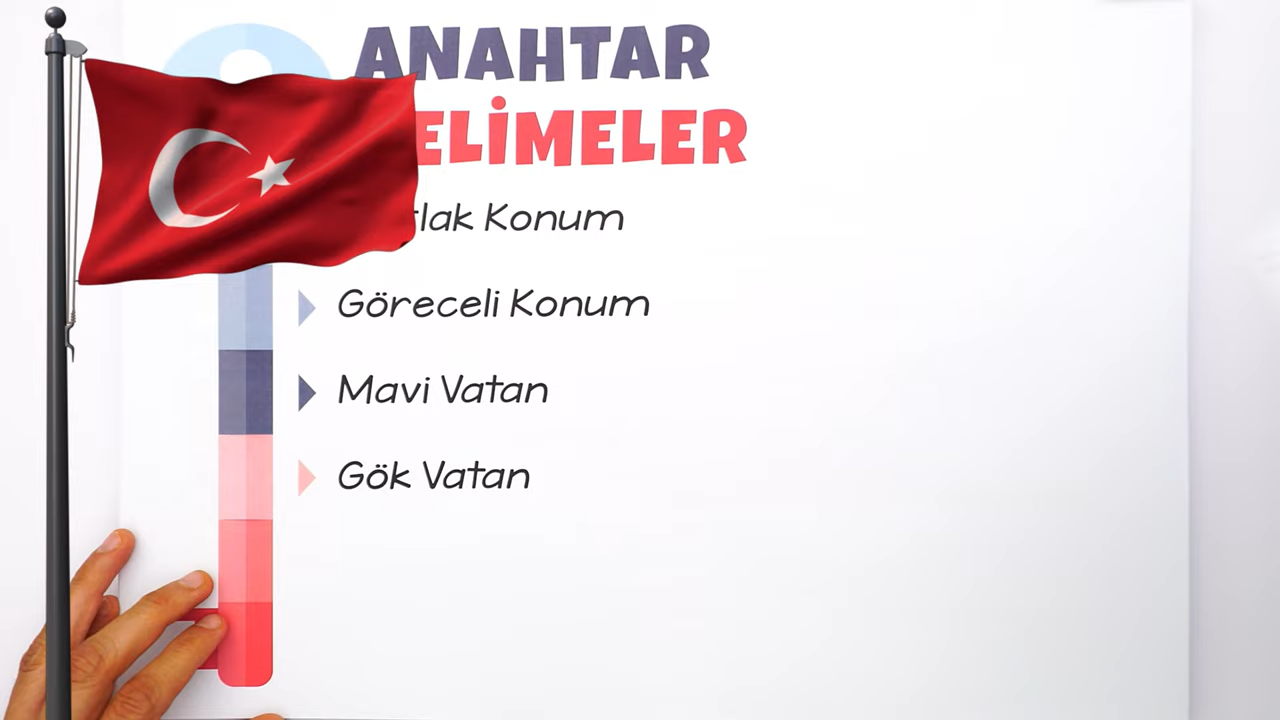 ANAHTAR
ELİMELER
tlak Konum
Göreceli Konum
Mavi Vatan
Gök Vatan